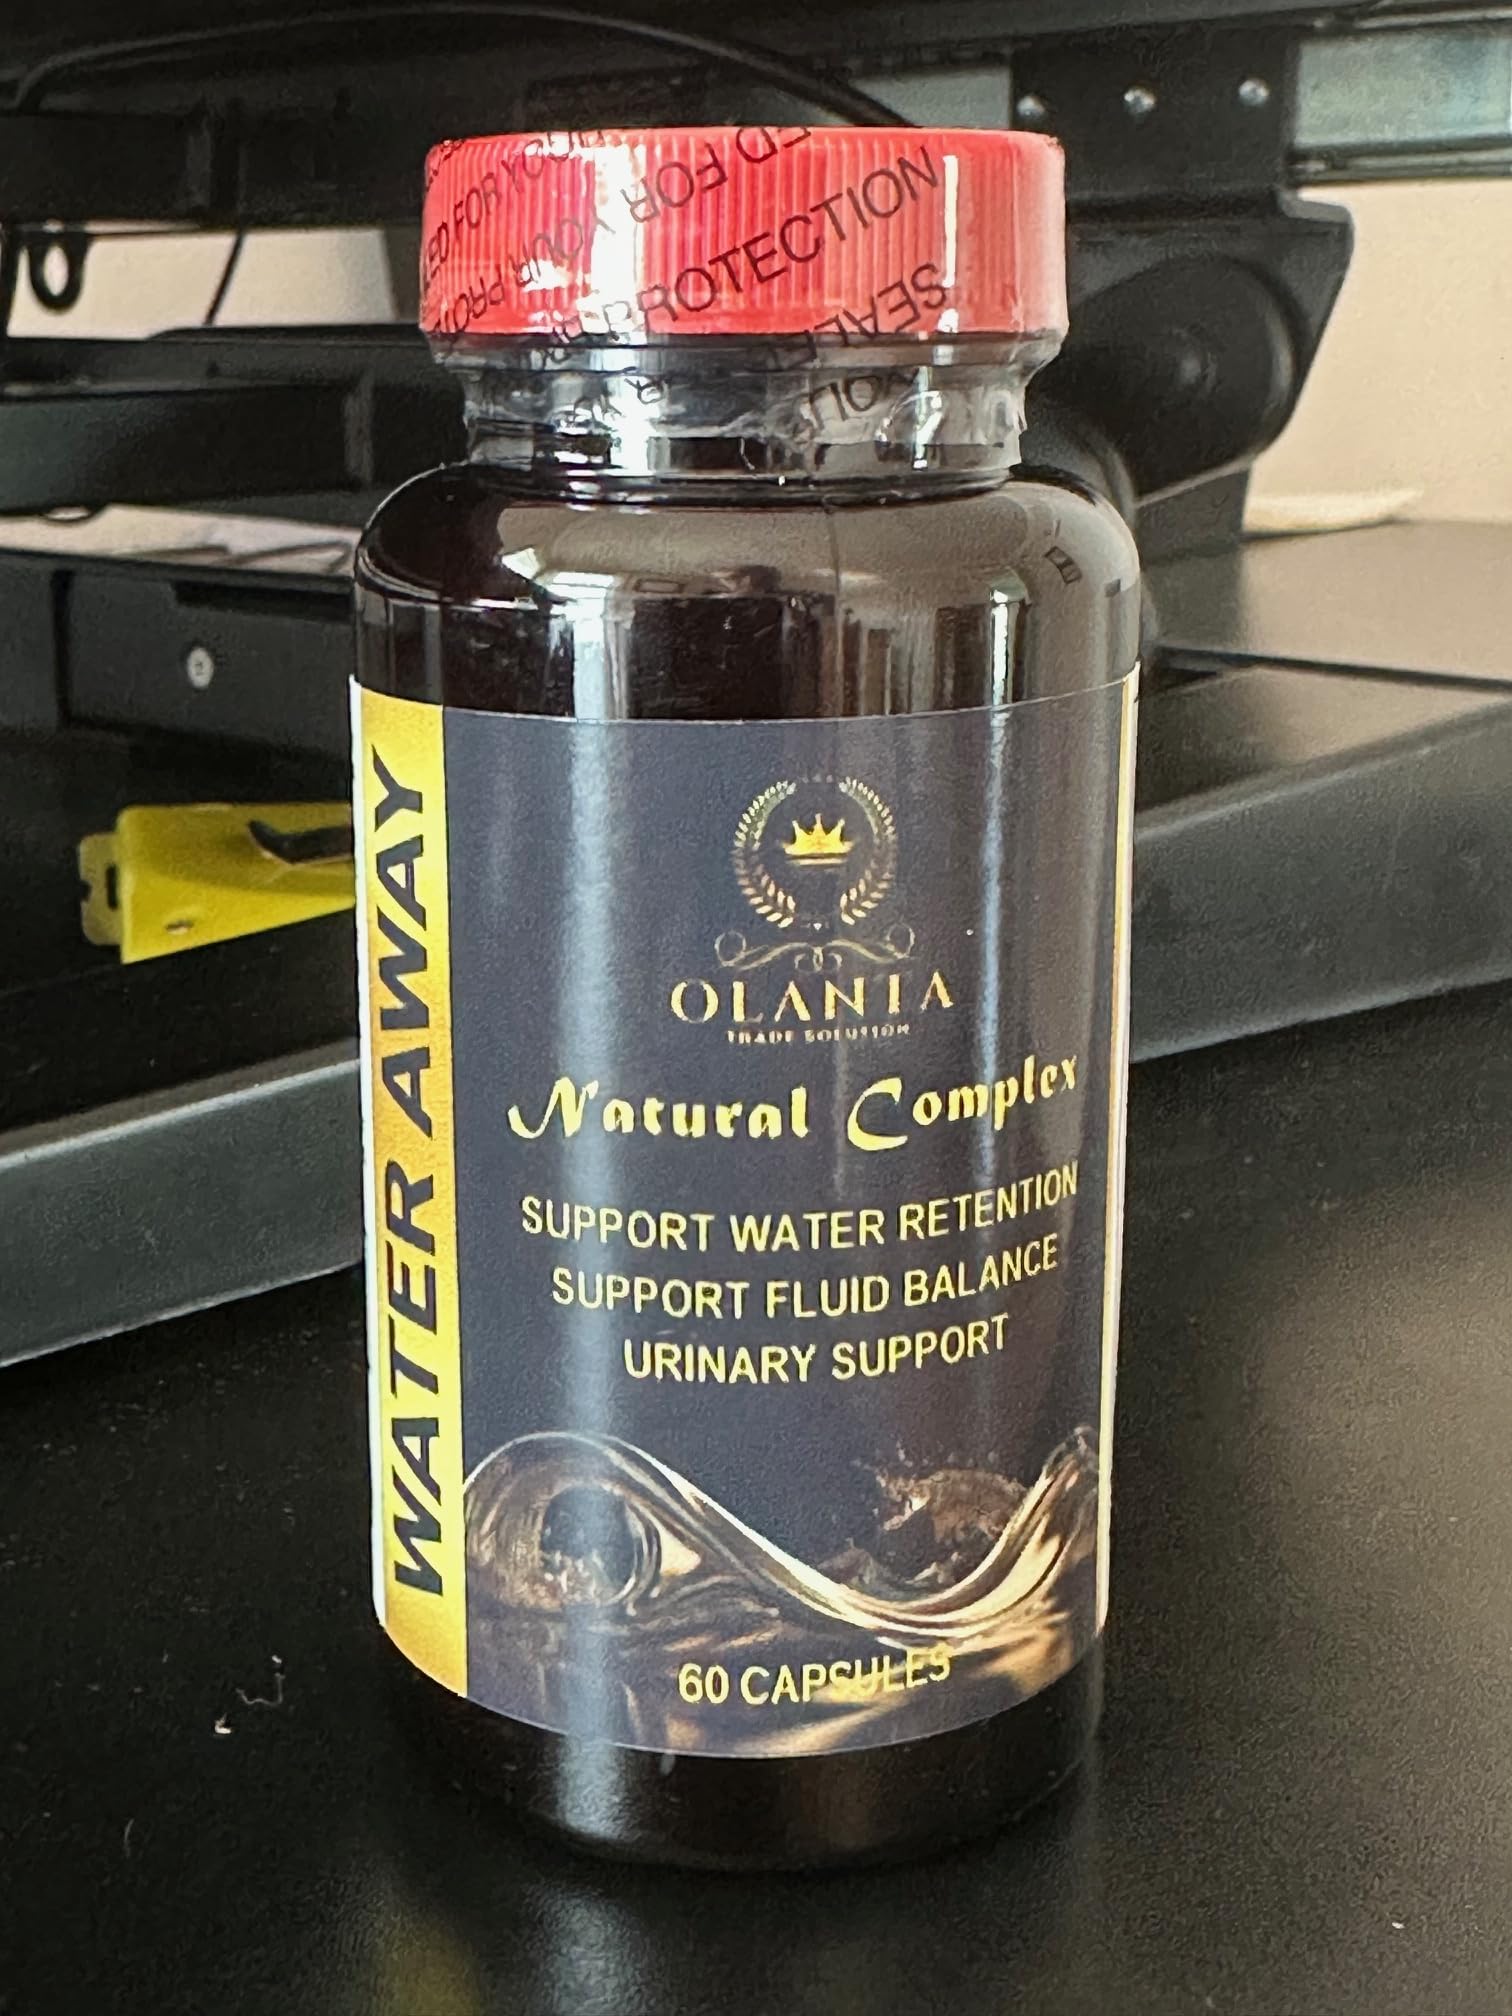 SEALED FOR YOUR PROTECTION
WATER AWAY
OLANIA
TRADE SOLUTION
Natural Complex
SUPPORT WATER RETENTION
SUPPORT FLUID BALANCE
URINARY SUPPORT
60 CAPSULES